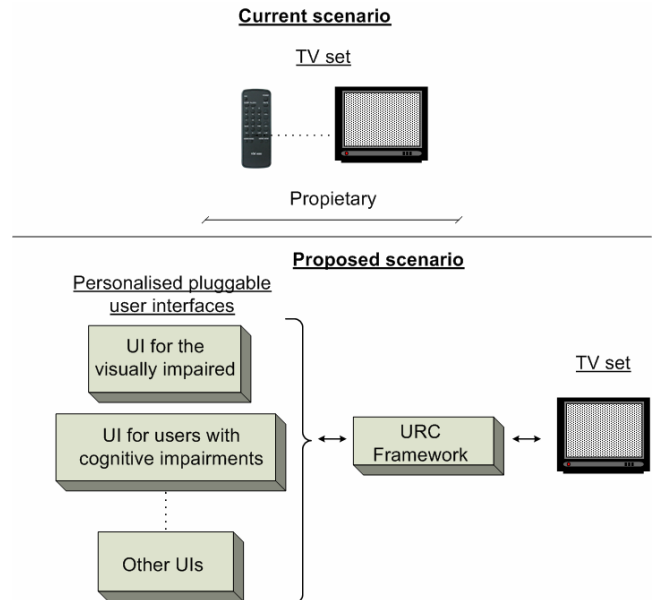 Current scenario
TV set
Propietary
Proposed scenario
Personalised pluggable
user interfaces
UI for the
visually impaired
UI for users with
cognitive impairments
Other UIs
URC
Framework
TV set